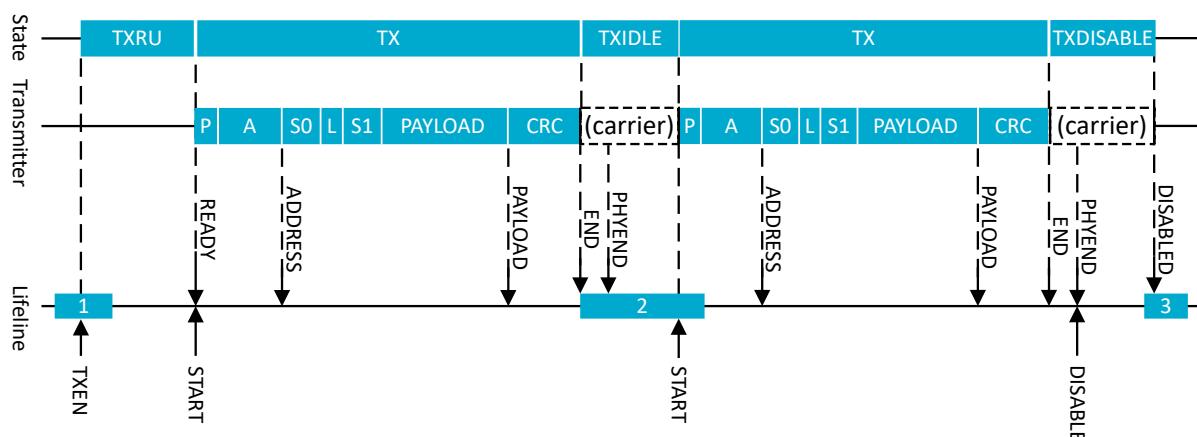 State
TXRU
TX
TXIDLE
TX
TXDISABLE
Transmitter
P
A
S0
L
S1
PAYLOAD
CRC
(carrier)
P
A
S0
L
S1
PAYLOAD
CRC
(carrier)
READY
ADDRESS
PAYLOAD
END
PHYEND
ADDRESS
PAYLOAD
END
PHYEND
DISABLED
Lifeline
1
2
3
TXEN
START
START
DISABLE